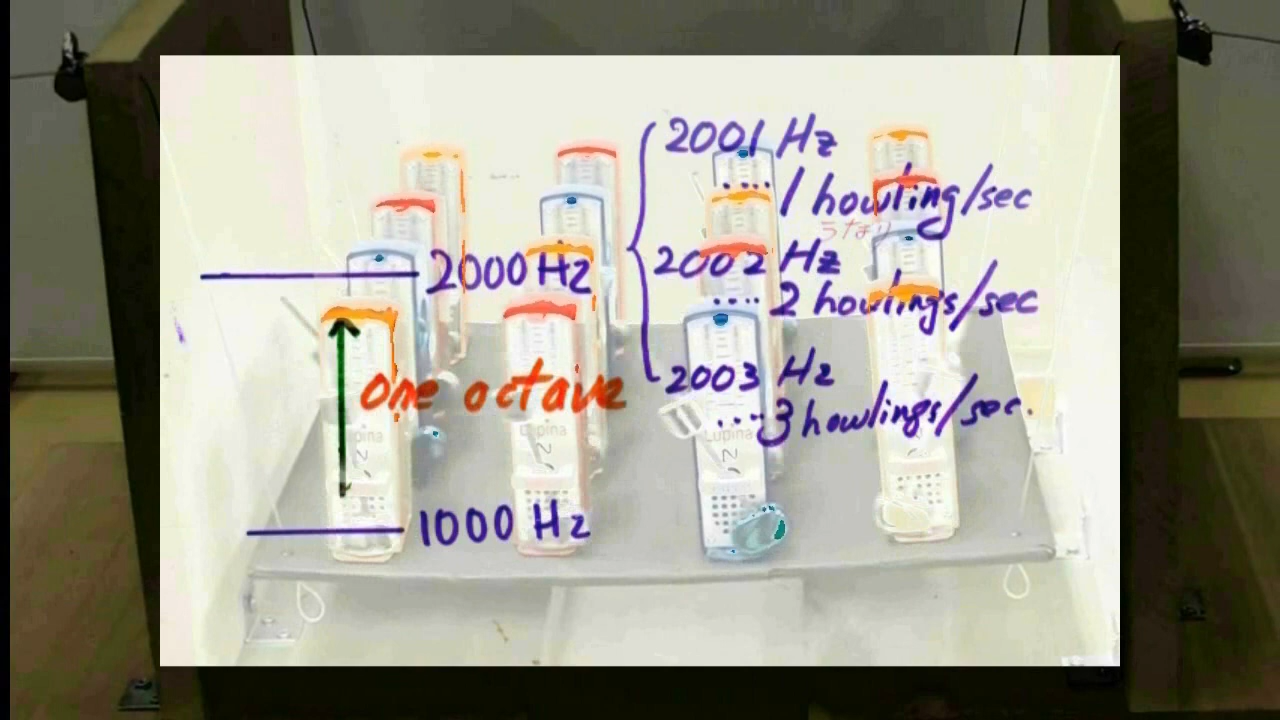 2001 Hz
....1 howling/sec
うなり
2000 Hz
2002 Hz
....2 howlings/sec
2003 Hz
...3 howlings/sec.
one octave
Lupina
Lupina
1000 Hz